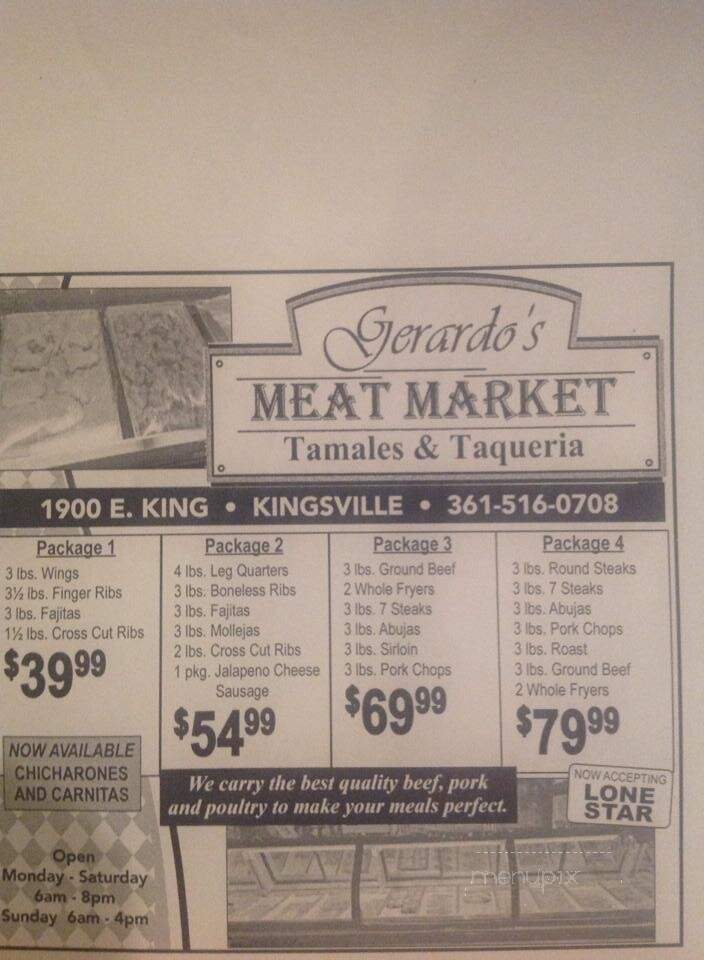 Gerardo's
MEAT MARKET
Tamales & Taqueria
1900 E. KING • KINGSVILLE • 361-516-0708
Package 1
3 lbs. Wings
3½ lbs. Finger Ribs
3 lbs. Fajitas
1½ lbs. Cross Cut Ribs
$39.99
Package 2
4 lbs. Leg Quarters
3 lbs. Boneless Ribs
3 lbs. Fajitas
3 lbs. Mollejas
2 lbs. Cross Cut Ribs
1 pkg. Jalapeno Cheese
Sausage
$54.99
Package 3
3 lbs. Ground Beef
2 Whole Fryers
3 lbs. 7 Steaks
3 lbs. Abujas
3 lbs. Sirloin
3 lbs. Pork Chops
$69.99
Package 4
3 lbs. Round Steaks
3 lbs. 7 Steaks
3 lbs. Abujas
3 lbs. Pork Chops
3 lbs. Roast
3 lbs. Ground Beef
2 Whole Fryers
$79.99
NOW AVAILABLE
CHICHARONES
AND CARNITAS
We carry the best quality beef, pork
and poultry to make your meals perfect.
NOW ACCEPTING
LONE
STAR
Open
Monday - Saturday
6am - 8pm
Sunday 6am - 4pm
menupix